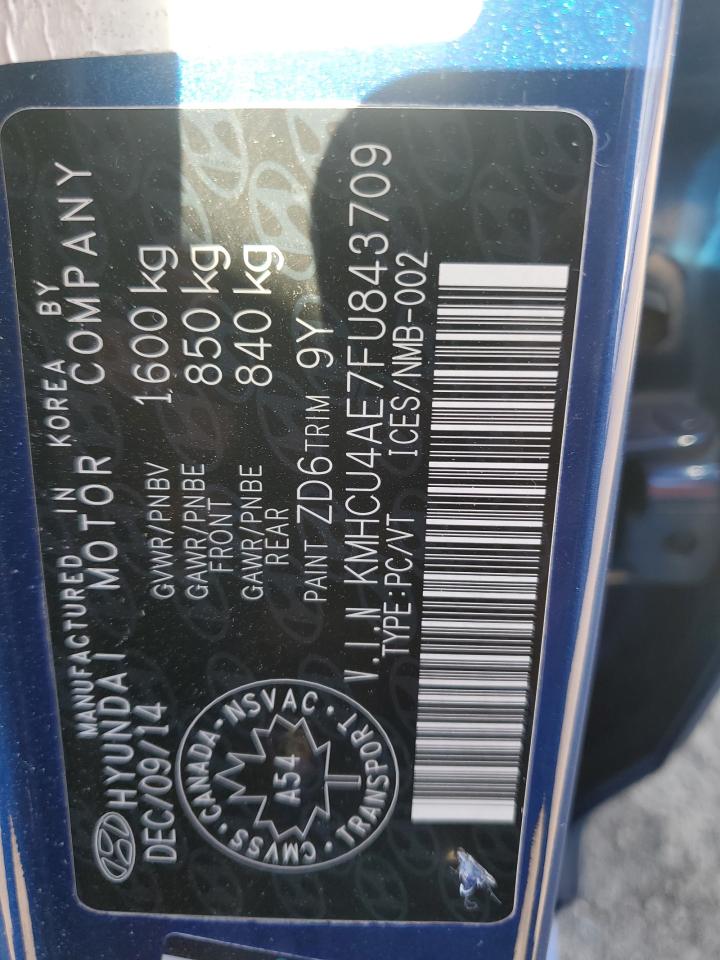 MANUFACTURED IN KOREA BY
HYUNDAI MOTOR COMPANY
DEC/09/14
GVWR/PNBV 1600 kg
GAWR/PNBE FRONT 850 kg
GAWR/PNBE REAR 840 kg
PAINT ZD6 TRIM 9Y
V.I.N KMHCU4AE7FU843709
TYPE:PC/VT ICES/NMB-002
CMVSS · CANADA · NSVAC · TRANSPORT ·
A54